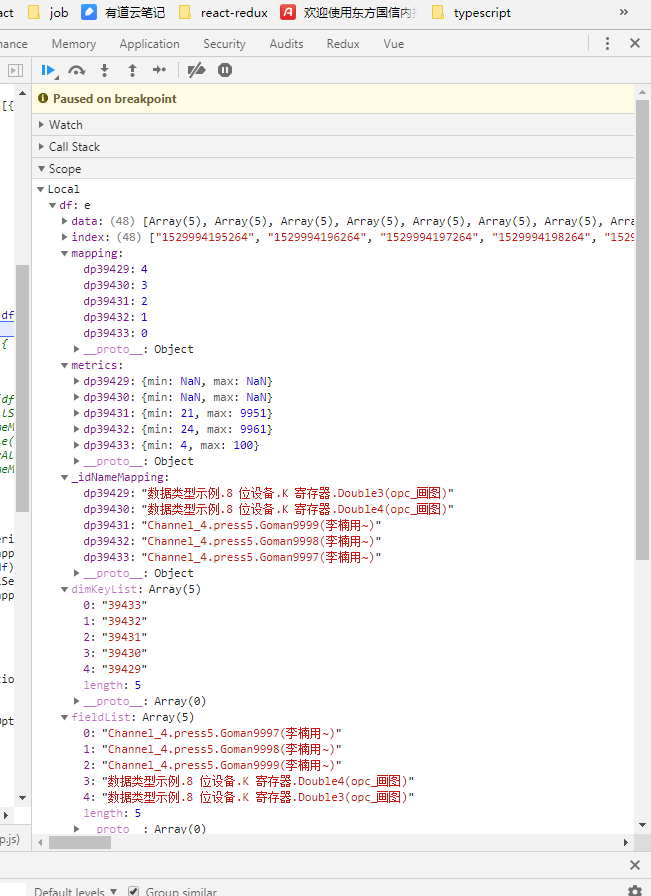 act job 有道云笔记 react-redux 欢迎使用东方国信内 typescript »
nance Memory Application Security Audits Redux Vue
Paused on breakpoint
[{
Watch
Call Stack
Scope
Local
df: e
data: (48) [Array(5), Array(5), Array(5), Array(5), Array(5), Array(5), Array(5), Arra
index: (48) ["1529994195264", "1529994196264", "1529994197264", "1529994198264", "1529
mapping:
dp39429: 4
dp39430: 3
dp39431: 2
dp39432: 1
df
dp39433: 0
{
__proto__: Object
metrics:
dp39429: {min: NaN, max: NaN}
dp39430: {min: NaN, max: NaN}
df
dp39431: {min: 21, max: 9951}
lS
dp39432: {min: 24, max: 9961}
eM
dp39433: {min: 4, max: 100}
e(
__proto__: Object
_idNameMapping:
dp39429: "数据类型示例.8 位设备.K 寄存器.Double3(opc_画图)"
dp39430: "数据类型示例.8 位设备.K 寄存器.Double4(opc_画图)"
dp39431: "Channel_4.press5.Goman9999(李楠用~)"
dp39432: "Channel_4.press5.Goman9998(李楠用~)"
eri
dp39433: "Channel_4.press5.Goman9997(李楠用~)"
app
df)
__proto__: Object
iSe
dimKeyList: Array(5)
app
0: "39433"
1: "39432"
2: "39431"
3: "39430"
4: "39429"
tio
length: 5
__proto__: Array(0)
Opt
fieldList: Array(5)
0: "Channel_4.press5.Goman9997(李楠用~)"
1: "Channel_4.press5.Goman9998(李楠用~)"
2: "Channel_4.press5.Goman9999(李楠用~)"
3: "数据类型示例.8 位设备.K 寄存器.Double4(opc_画图)"
4: "数据类型示例.8 位设备.K 寄存器.Double3(opc_画图)"
length: 5
__proto__: Array(0)
p.js)
Default levels ▼ Group similar